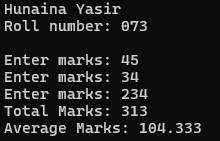 Hunaina Yasir
Roll number: 073
Enter marks: 45
Enter marks: 34
Enter marks: 234
Total Marks: 313
Average Marks: 104.333